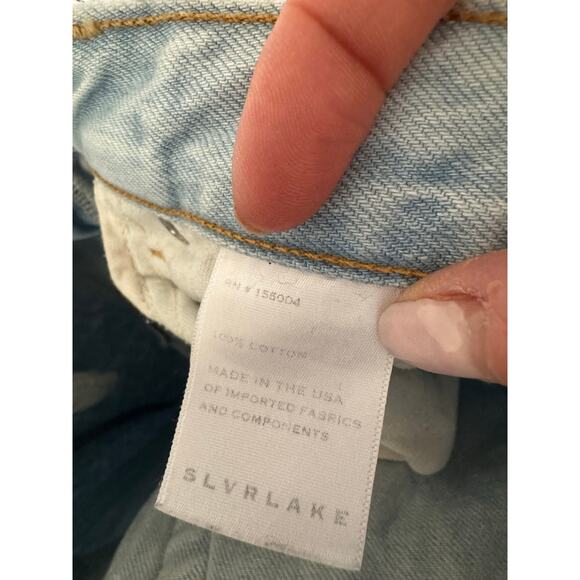 RN # 155004
100% COTTON
MADE IN THE USA
OF IMPORTED FABRICS
AND COMPONENTS
SLVRLAKE